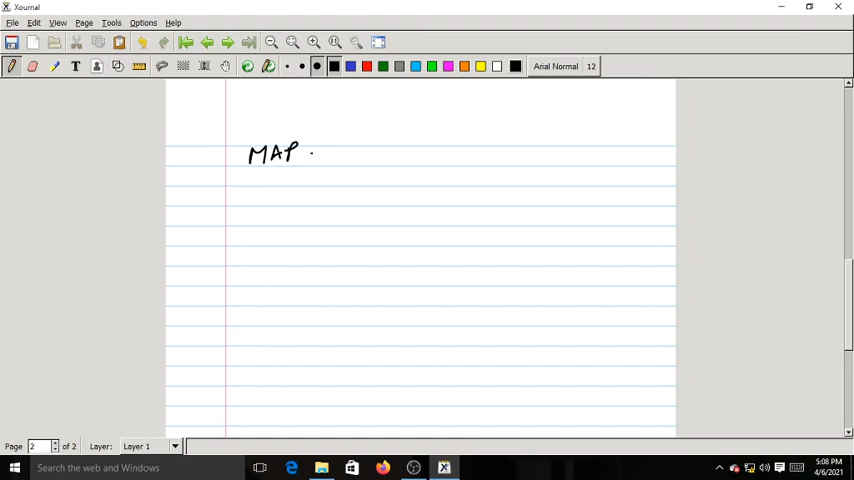 Xournal
File Edit View Page Tools Options Help
Arial Normal 12
MAP .
Page 2 of 2 Layer: Layer 1
Search the web and Windows
5:08 PM
4/6/2021